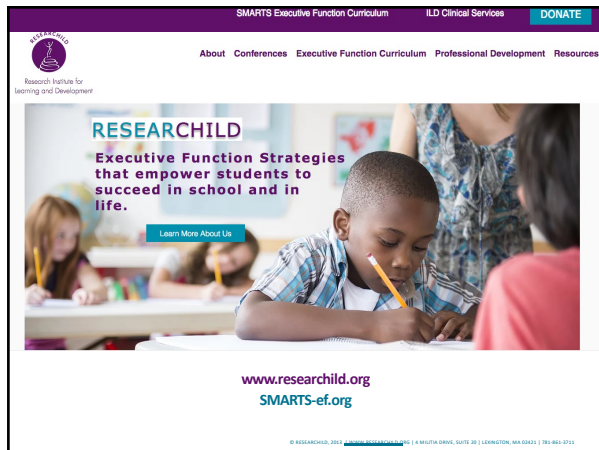 SMARTS Executive Function Curriculum ILD Clinical Services DONATE
RESEARCHILD
About Conferences Executive Function Curriculum Professional Development Resources
Research Institute for
Learning and Development
RESEARCHILD
Executive Function Strategies
that empower students to
succeed in school and in
life.
Learn More About Us
www.researchild.org
SMARTS-ef.org
© RESEARCHILD, 2013 | WWW.RESEARCHILD.ORG | 4 MILITIA DRIVE, SUITE 20 | LEXINGTON, MA 02421 | 781-861-3711